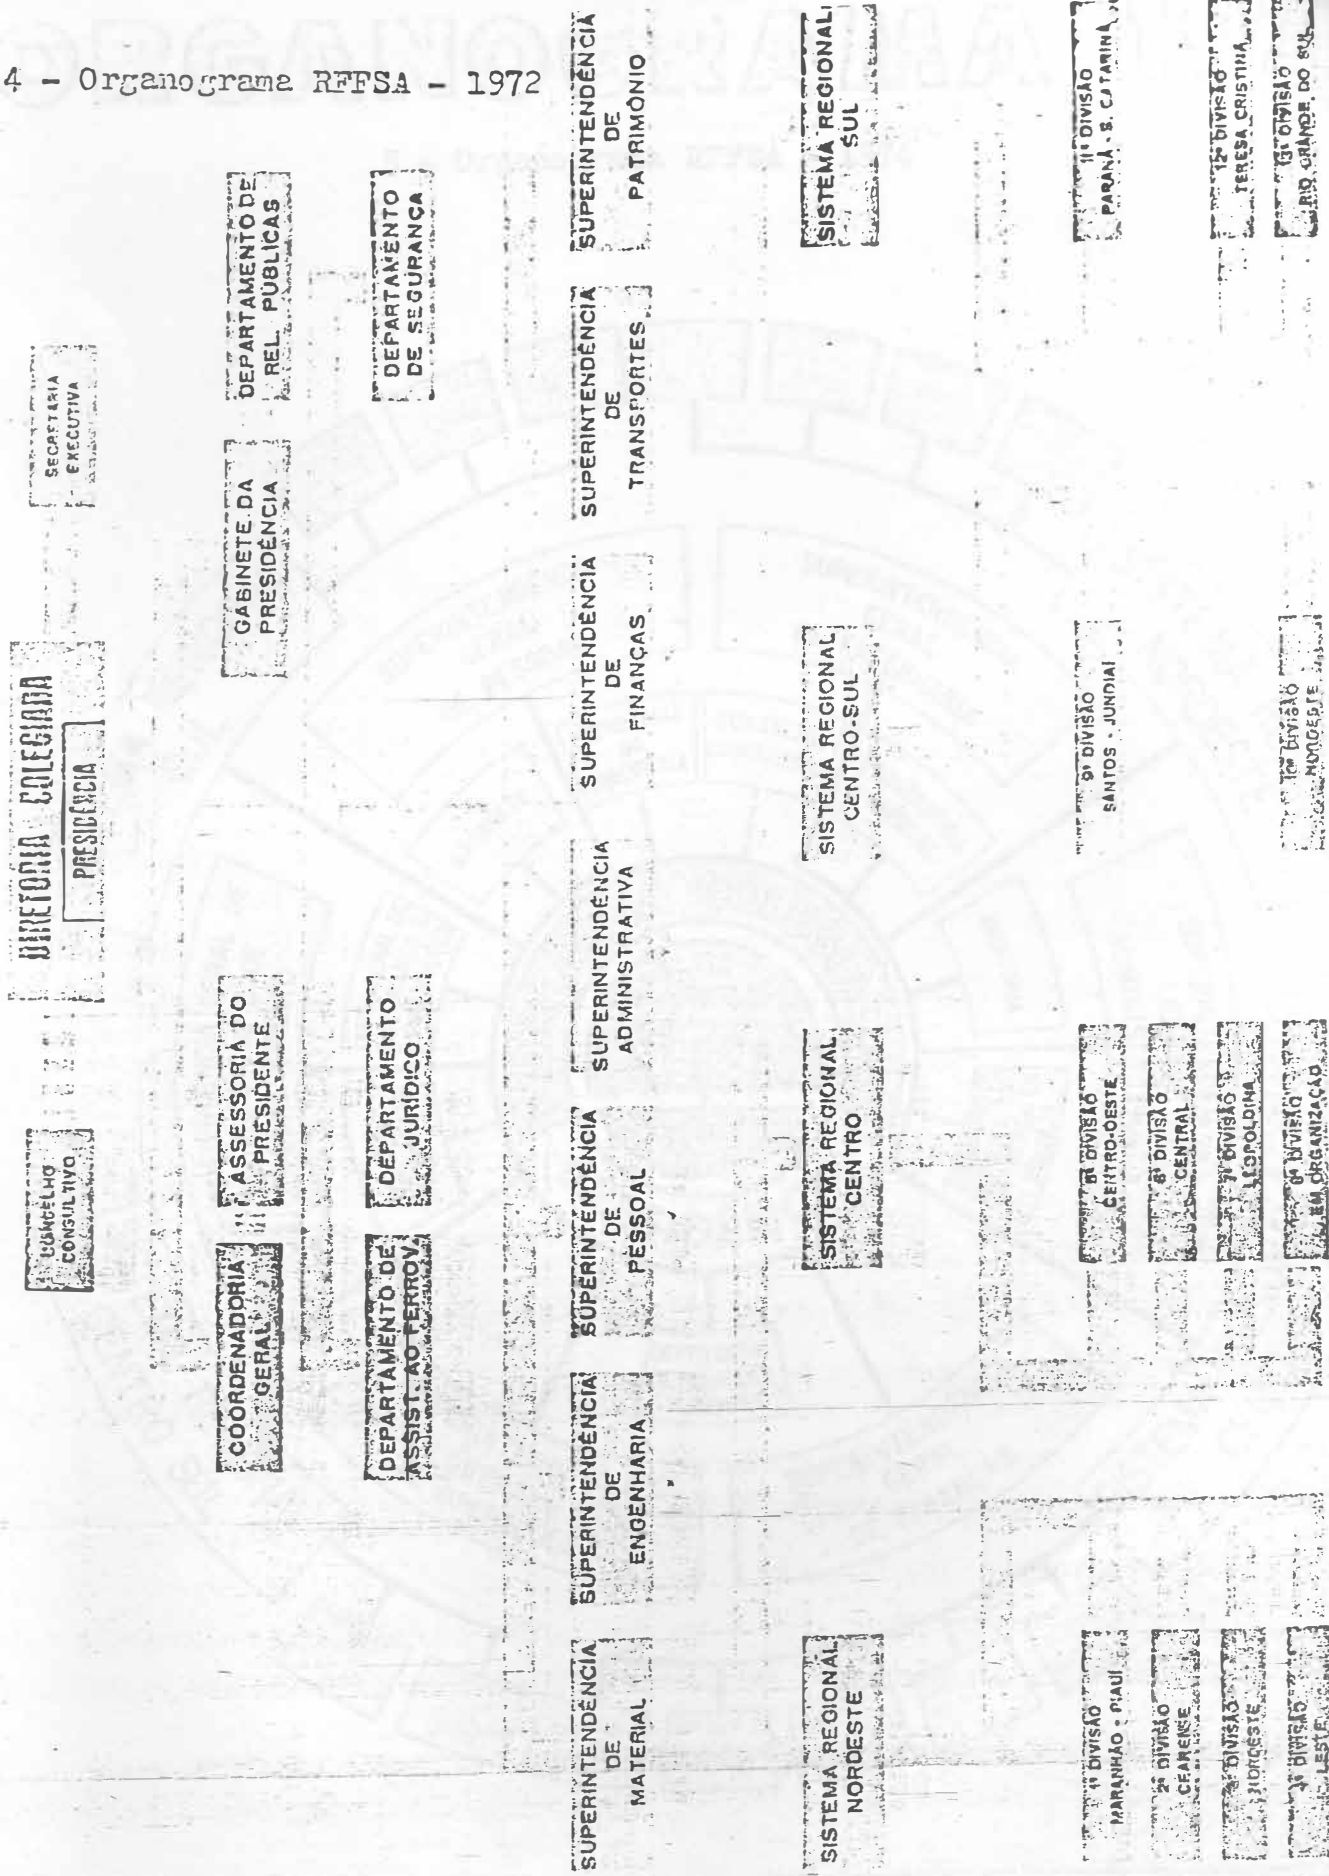 4 - Organograma RFFSA - 1972
DIRETORIA COLEGIADA
PRESIDÊNCIA
CONSELHO
CONSULTIVO
SECRETARIA
EXECUTIVA
COORDENADORIA
GERAL
ASSESSORIA DO
PRESIDENTE
GABINETE DA
PRESIDÊNCIA
DEPARTAMENTO DE
REL. PÚBLICAS
DEPARTAMENTO DE
ASSIST. AO FERROV.
DEPARTAMENTO
JURÍDICO
DEPARTAMENTO
DE SEGURANÇA
SUPERINTENDÊNCIA
DE
MATERIAL
SUPERINTENDÊNCIA
DE
ENGENHARIA
SUPERINTENDÊNCIA
DE
PESSOAL
SUPERINTENDÊNCIA
ADMINISTRATIVA
SUPERINTENDÊNCIA
DE
FINANÇAS
SUPERINTENDÊNCIA
DE
TRANSPORTES
SUPERINTENDÊNCIA
DE
PATRIMÔNIO
SISTEMA REGIONAL
NORDESTE
SISTEMA REGIONAL
CENTRO
SISTEMA REGIONAL
CENTRO-SUL
SISTEMA REGIONAL
SUL
1ª DIVISÃO
MARANHÃO - PIAUÍ
2ª DIVISÃO
CEARENSE
DIVISÃO
NORDESTE
4ª DIVISÃO
LESTE
DIVISÃO
CENTRO-OESTE
6ª DIVISÃO
CENTRAL
7ª DIVISÃO
LEOPOLDINA
DIVISÃO
EM ORGANIZAÇÃO
9ª DIVISÃO
SANTOS - JUNDIAÍ
10ª DIVISÃO
NOROESTE
11ª DIVISÃO
PARANÁ - S. CATARINA
12ª DIVISÃO
TERESA CRISTINA
13ª DIVISÃO
RIO GRANDE DO SUL